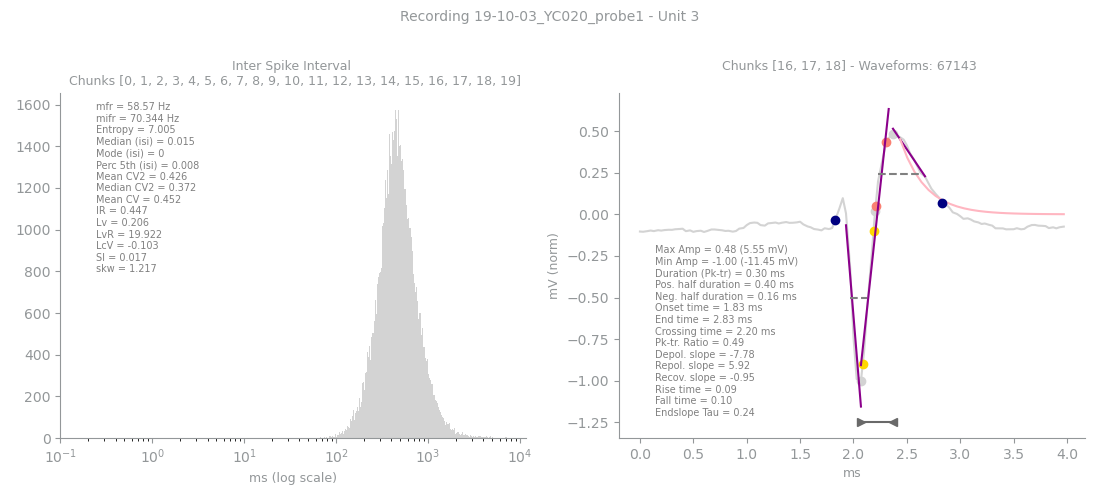 Recording 19-10-03_YC020_probe1 - Unit 3
Inter Spike Interval
Chunks [0, 1, 2, 3, 4, 5, 6, 7, 8, 9, 10, 11, 12, 13, 14, 15, 16, 17, 18, 19]
1600
1400
1200
1000
800
600
400
200
0
mfr = 58.57 Hz
mifr = 70.344 Hz
Entropy = 7.005
Median (isi) = 0.015
Mode (isi) = 0
Perc 5th (isi) = 0.008
Mean CV2 = 0.426
Median CV2 = 0.372
Mean CV = 0.452
IR = 0.447
Lv = 0.206
LvR = 19.922
LcV = -0.103
SI = 0.017
skw = 1.217
10⁻¹ 10⁰ 10¹ 10² 10³ 10⁴
ms (log scale)
Chunks [16, 17, 18] - Waveforms: 67143
mV (norm)
0.50
0.25
0.00
−0.25
−0.50
−0.75
−1.00
−1.25
Max Amp = 0.48 (5.55 mV)
Min Amp = -1.00 (-11.45 mV)
Duration (Pk-tr) = 0.30 ms
Pos. half duration = 0.40 ms
Neg. half duration = 0.16 ms
Onset time = 1.83 ms
End time = 2.83 ms
Crossing time = 2.20 ms
Pk-tr. Ratio = 0.49
Depol. slope = -7.78
Repol. slope = 5.92
Recov. slope = -0.95
Rise time = 0.09
Fall time = 0.10
Endslope Tau = 0.24
0.0 0.5 1.0 1.5 2.0 2.5 3.0 3.5 4.0
ms